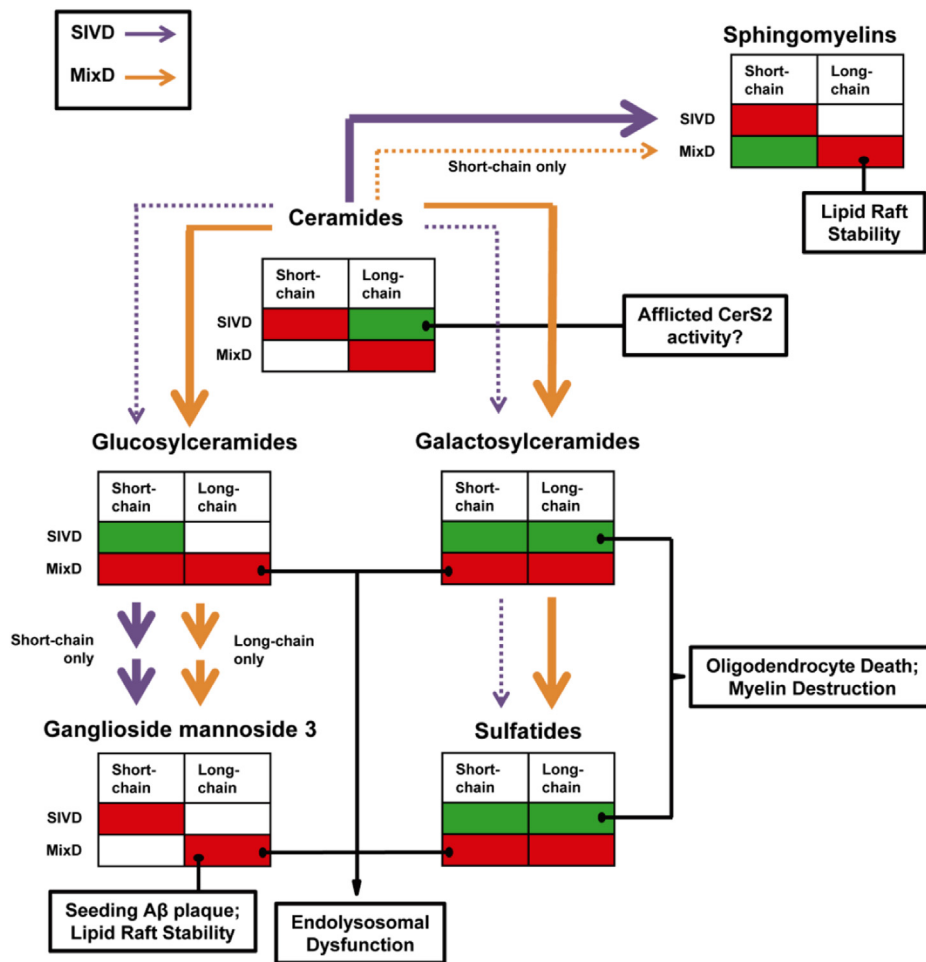 SIVD
MixD
Sphingomyelins
Short-
chain
Long-
chain
SIVD
MixD
Short-chain only
Lipid Raft
Stability
Ceramides
Short-
chain
Long-
chain
SIVD
MixD
Afflicted CerS2
activity?
Glucosylceramides
Short-
chain
Long-
chain
SIVD
MixD
Galactosylceramides
Short-
chain
Long-
chain
Short-chain
only
Long-chain
only
Oligodendrocyte Death;
Myelin Destruction
Ganglioside mannoside 3
Short-
chain
Long-
chain
SIVD
MixD
Sulfatides
Short-
chain
Long-
chain
Seeding Aβ plaque;
Lipid Raft Stability
Endolysosomal
Dysfunction